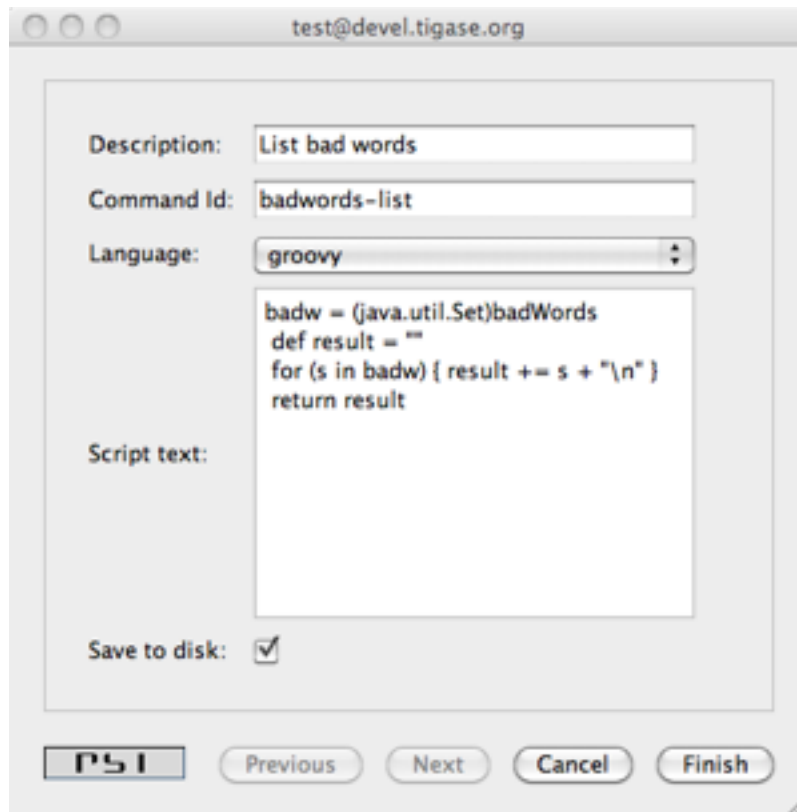 test@devel.tigase.org
Description: List bad words
Command Id: badwords-list
Language: groovy
badw = (java.util.Set)badWords
def result = ""
for (s in badw) { result += s + "\n" }
return result
Script text:
Save to disk:
PSI Previous Next Cancel Finish